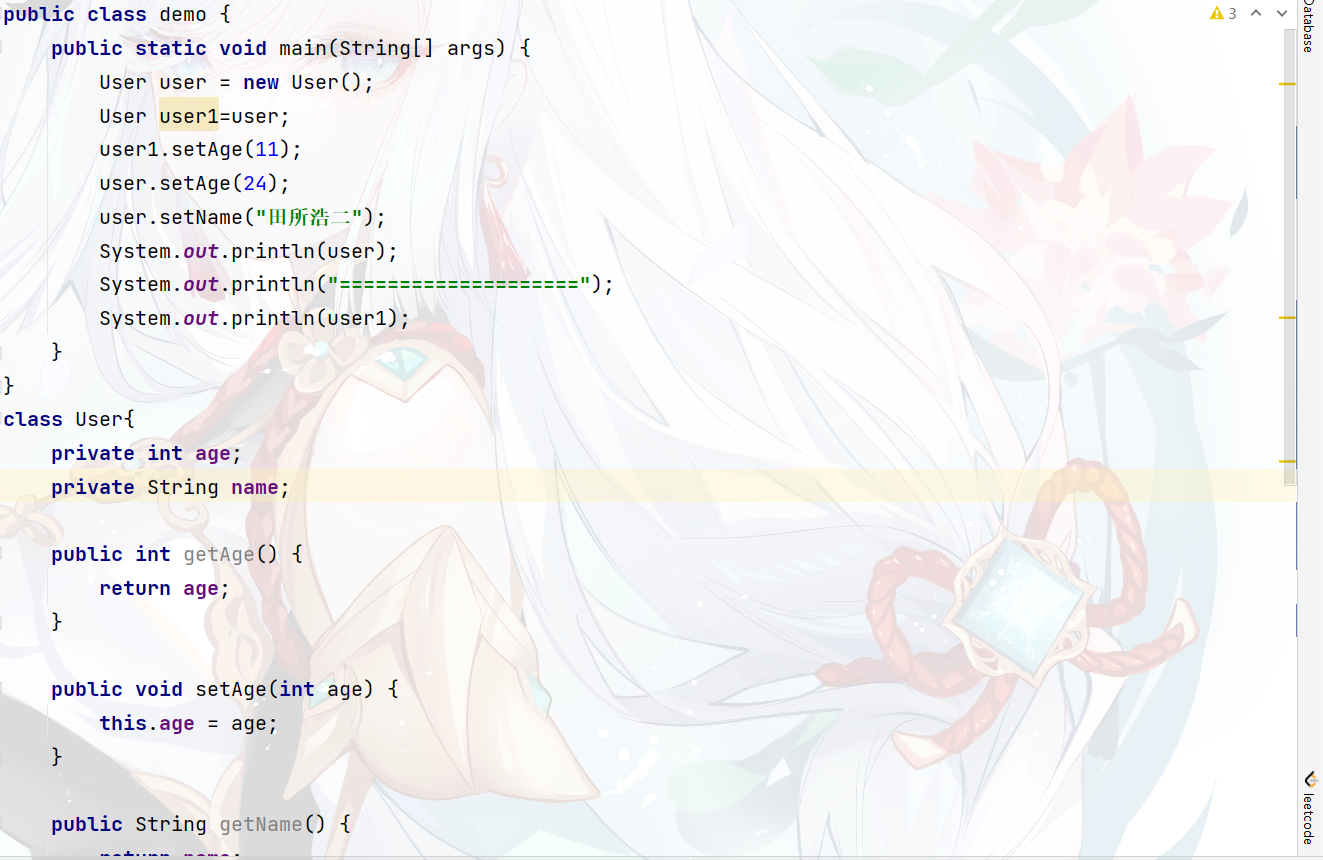 public class demo {
    public static void main(String[] args) {
        User user = new User();
        User user1=user;
        user1.setAge(11);
        user.setAge(24);
        user.setName("田所浩二");
        System.out.println(user);
        System.out.println("====================");
        System.out.println(user1);
    }
}
class User{
    private int age;
    private String name;
    public int getAge() {
        return age;
    }
    public void setAge(int age) {
        this.age = age;
    }
    public String getName() {
        return name;
3
Database
leetcode